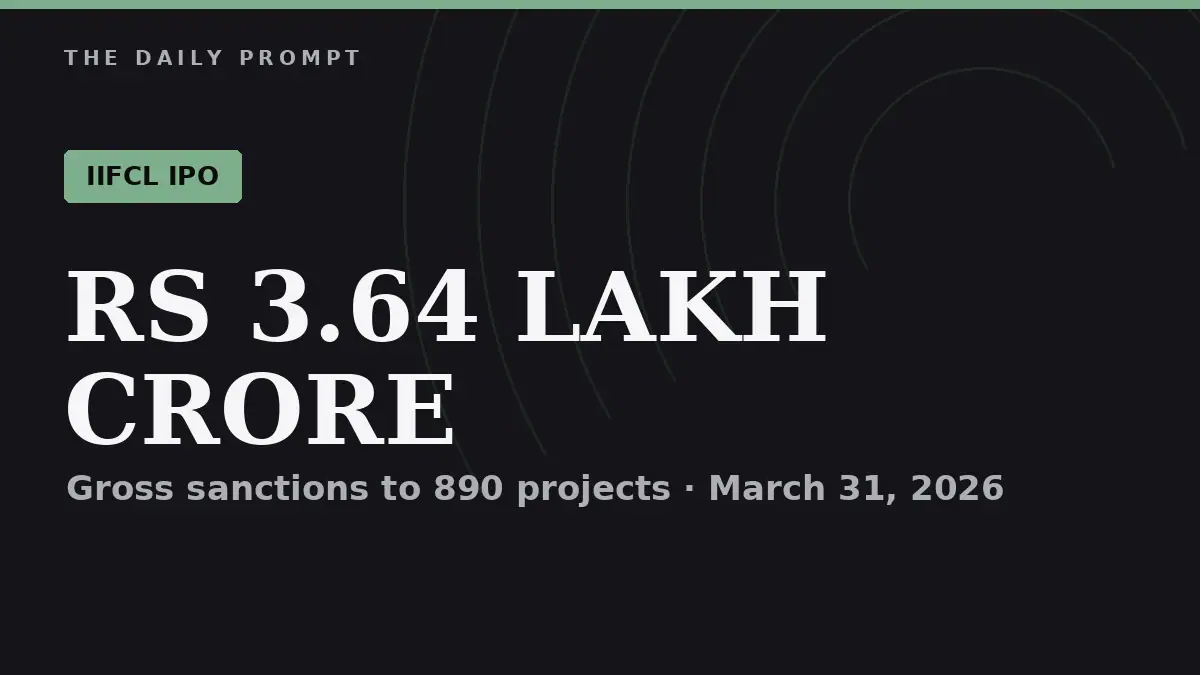 THE DAILY PROMPT
IIFCL IPO
RS 3.64 LAKH
CRORE
Gross sanctions to 890 projects · March 31, 2026